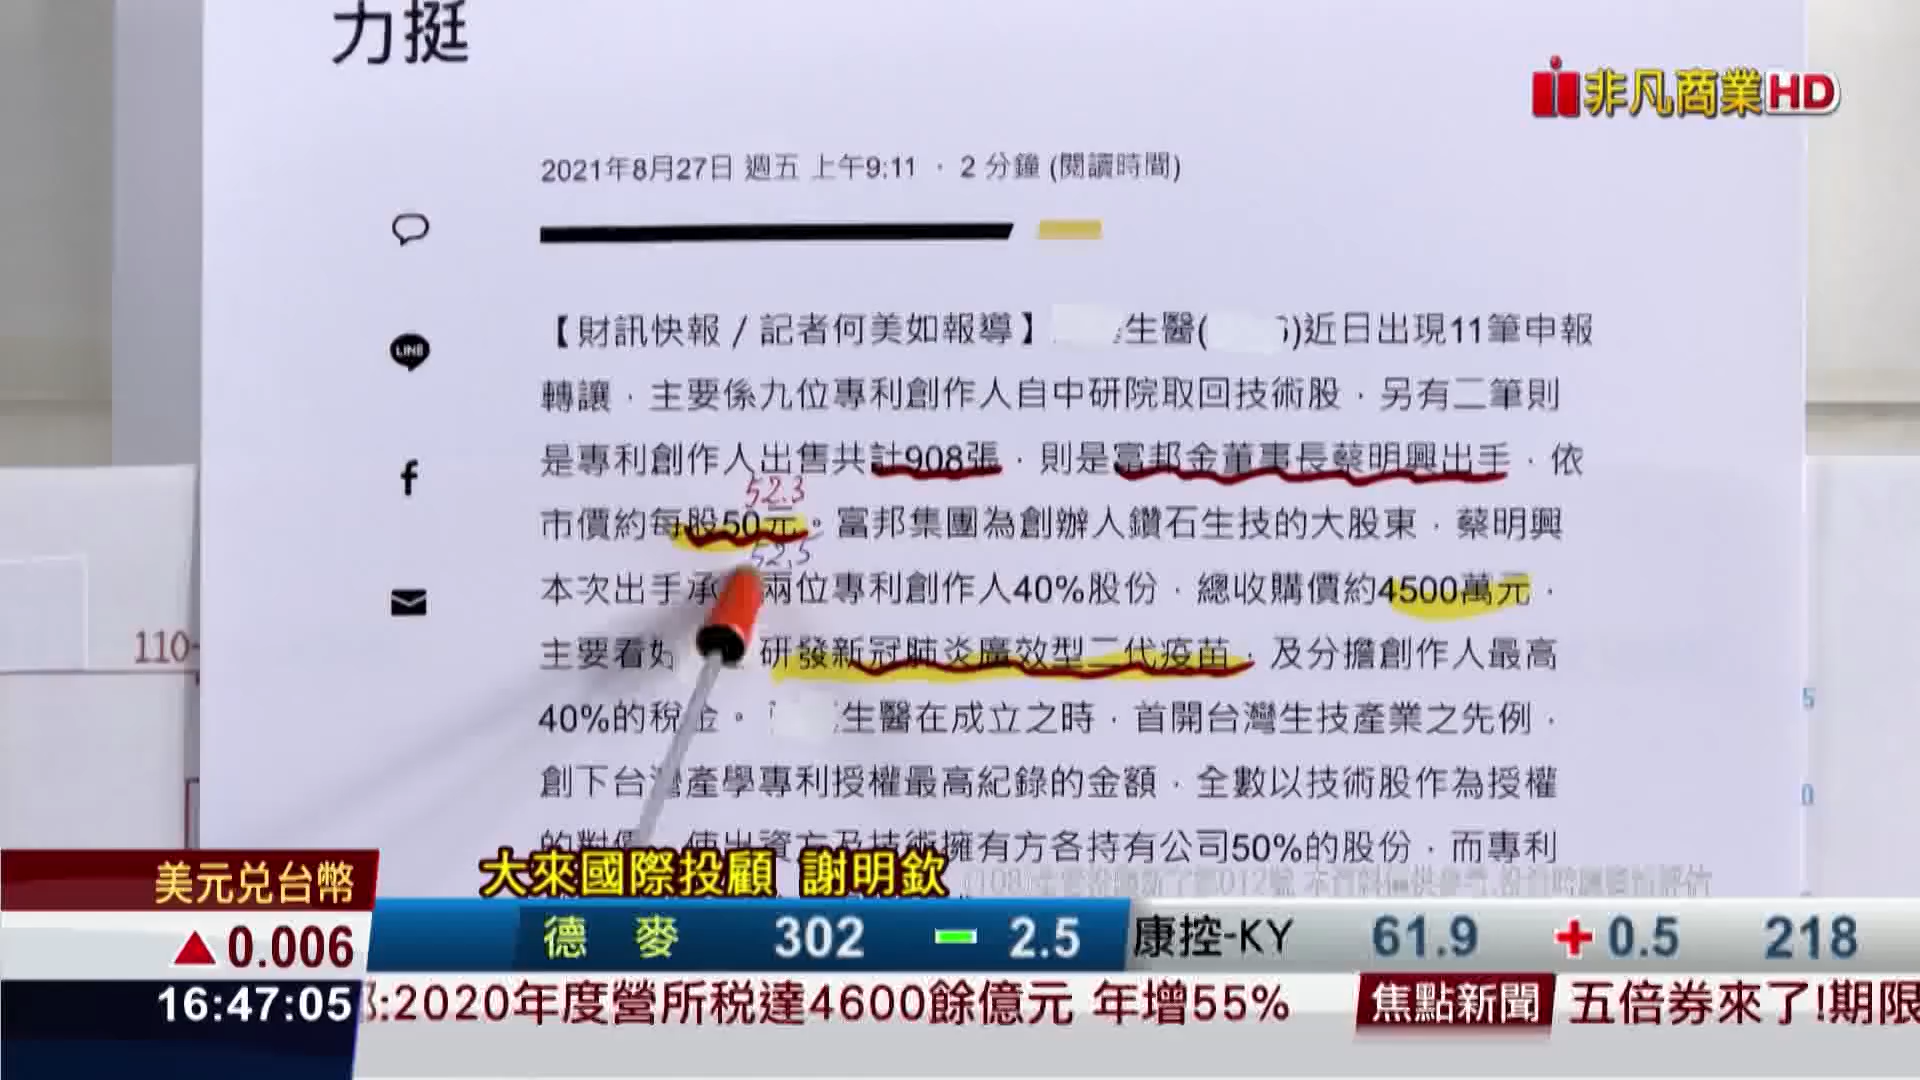 力挺
非凡商業HD
2021年8月27日 週五 上午9:11 · 2 分鐘 (閱讀時間)
【財訊快報／記者何美如報導】 生醫( )近日出現11筆申報
LINE
轉讓，主要係九位專利創作人自中研院取回技術股，另有二筆則
是專利創作人出售共計908張，則是富邦金董事長蔡明興出手，依
52.3
市價約每股50元。富邦集團為創辦人鑽石生技的大股東，蔡明興
52.5
本次出手承 兩位專利創作人40%股份，總收購價約4500萬元，
主要看好 研發新冠肺炎廣效型二代疫苗，及分擔創作人最高
110-
40%的稅金。 生醫在成立之時，首開台灣生技產業之先例，
創下台灣產學專利授權最高紀錄的金額，全數以技術股作為授權
的對價，使出資方及技術擁有方各持有公司50%的股份，而專利
大來國際投顧 謝明欽
美元兌台幣
▲0.006
德 麥 302 － 2.5 康控-KY 61.9 + 0.5 218
16:47:05
:2020年度營所稅達4600餘億元 年增55% 焦點新聞 五倍券來了!期限